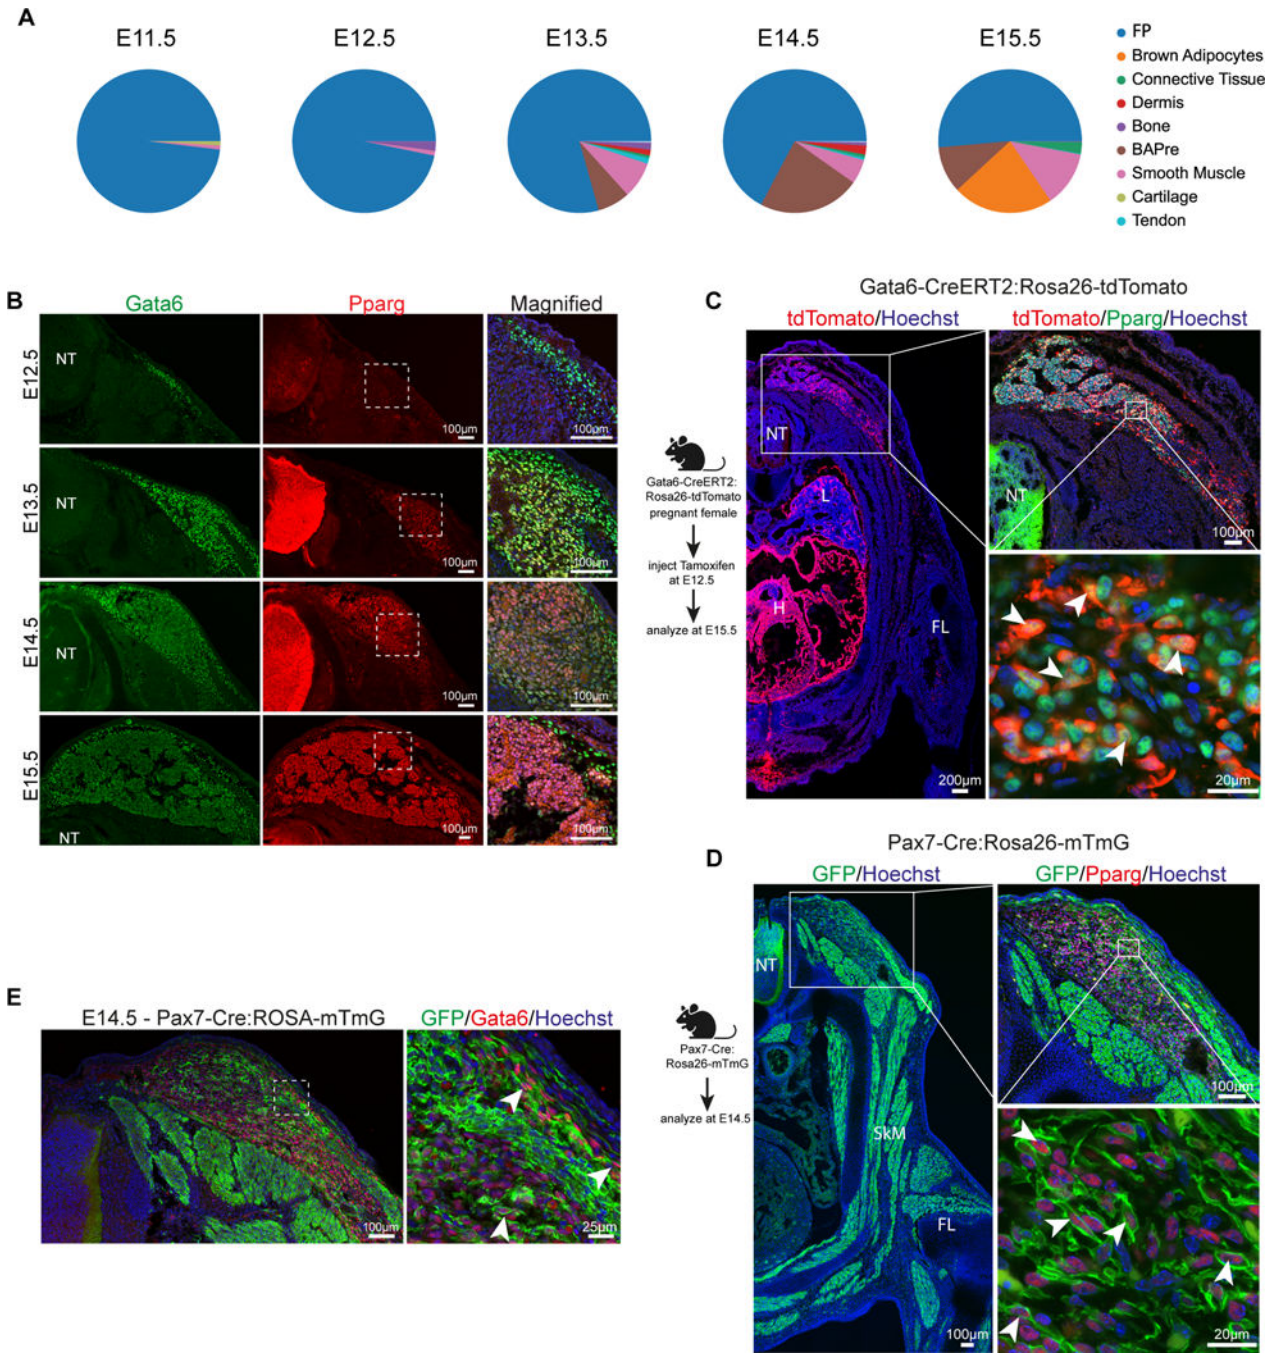 A
E11.5
E12.5
E13.5
E14.5
E15.5
FP
Brown Adipocytes
Connective Tissue
Dermis
Bone
BAPre
Smooth Muscle
Cartilage
Tendon
B
Gata6
Pparg
Magnified
E12.5
NT
100µm
100µm
E13.5
NT
100µm
100µm
E14.5
NT
100µm
100µm
E15.5
NT
100µm
100µm
C
Gata6-CreERT2:Rosa26-tdTomato
tdTomato/Hoechst
tdTomato/Pparg/Hoechst
Gata6-CreERT2:
Rosa26-tdTomato
pregnant female
inject Tamoxifen
at E12.5
analyze at E15.5
NT
L
H
FL
200µm
NT
100µm
20µm
D
Pax7-Cre:Rosa26-mTmG
GFP/Hoechst
GFP/Pparg/Hoechst
Pax7-Cre:
Rosa26-mTmG
analyze at E14.5
NT
SkM
FL
100µm
100µm
20µm
E
E14.5 - Pax7-Cre:ROSA-mTmG
GFP/Gata6/Hoechst
100µm
25µm